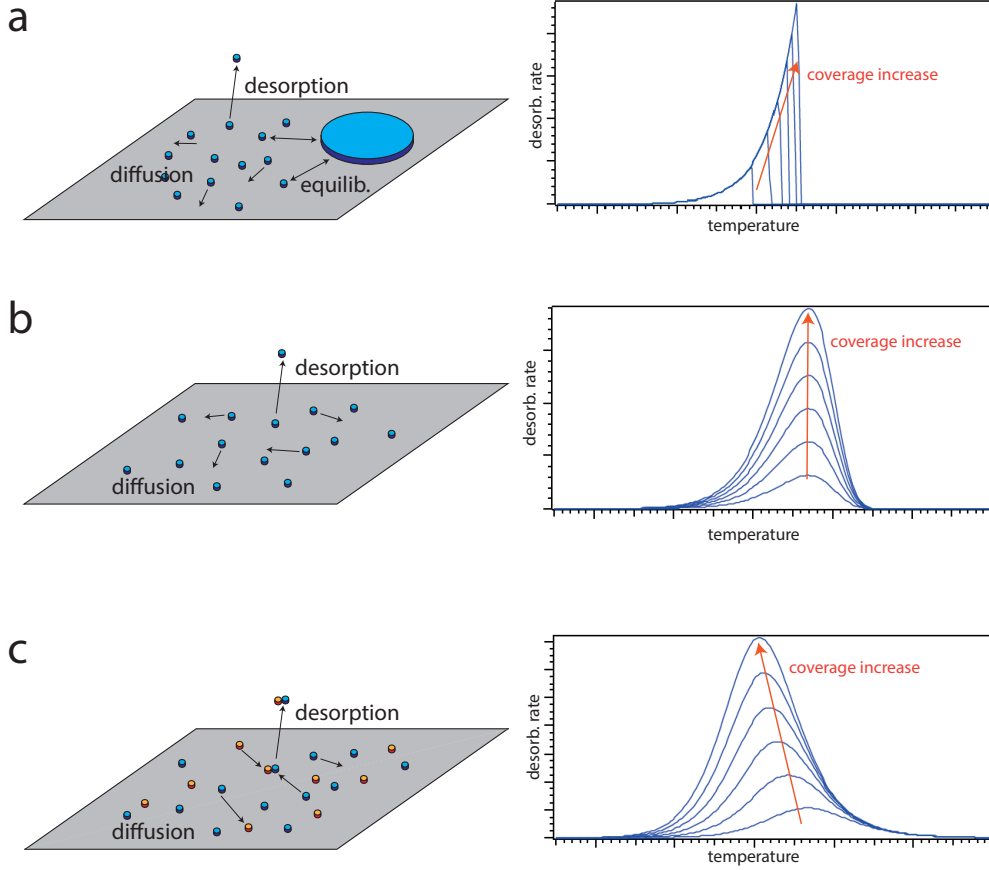 a
desorption
diffusion
equilib.
desorb. rate
coverage increase
temperature
b
desorption
diffusion
desorb. rate
coverage increase
temperature
c
desorption
diffusion
desorb. rate
coverage increase
temperature